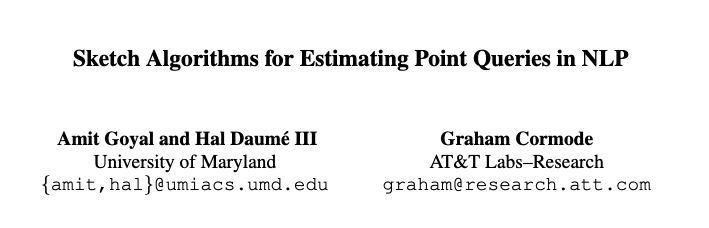 Sketch Algorithms for Estimating Point Queries in NLP
Amit Goyal and Hal Daumé III
University of Maryland
{amit,hal}@umiacs.umd.edu
Graham Cormode
AT&T Labs–Research
graham@research.att.com